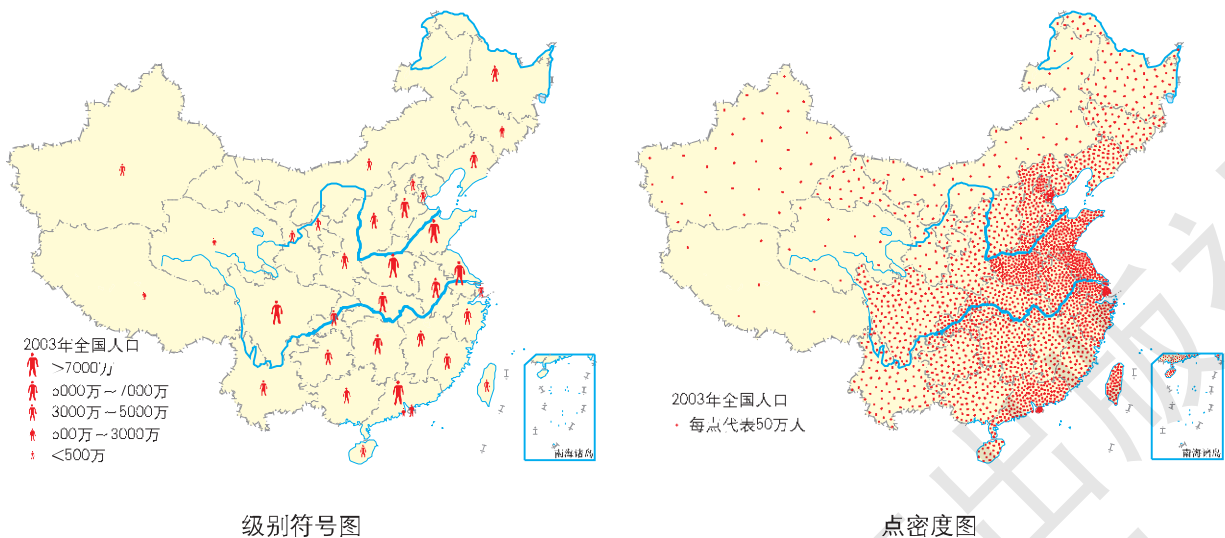 2003年全国人口
>7000万
5000万～7000万
3000万～5000万
500万～3000万
<500万
南海诸岛
级别符号图
2003年全国人口
每点代表50万人
南海诸岛
点密度图
出版